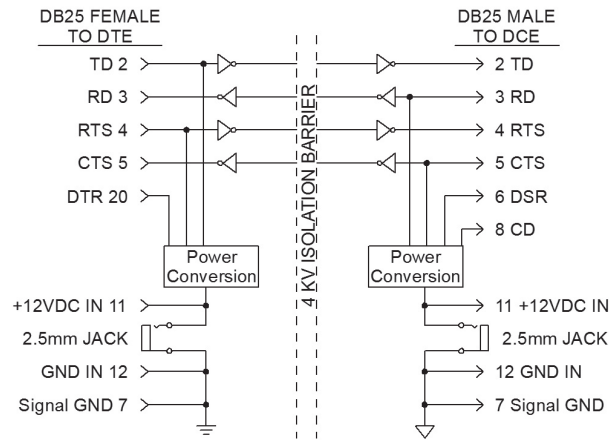 DB25 FEMALE
TO DTE
DB25 MALE
TO DCE
TD 2
2 TD
RD 3
3 RD
RTS 4
4 RTS
CTS 5
5 CTS
DTR 20
6 DSR
8 CD
4 KV ISOLATION BARRIER
Power
Conversion
Power
Conversion
+12VDC IN 11
11 +12VDC IN
2.5mm JACK
2.5mm JACK
GND IN 12
12 GND IN
Signal GND 7
7 Signal GND